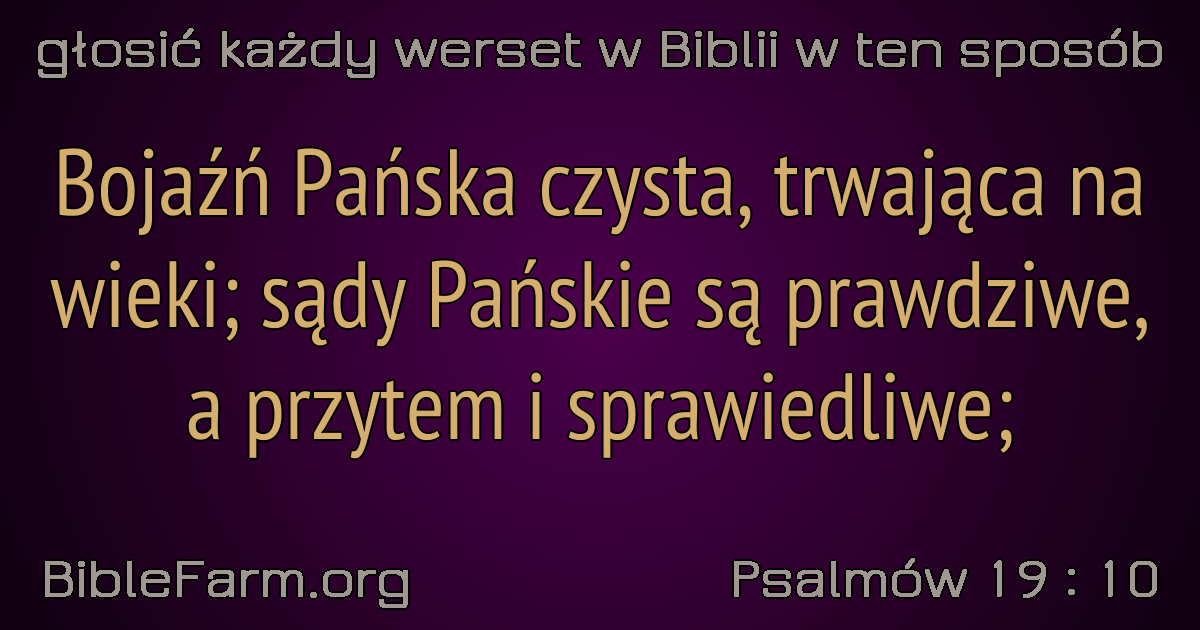 głosić każdy werset w Biblii w ten sposób
Bojaźń Pańska czysta, trwająca na
wieki; sądy Pańskie są prawdziwe,
a przytem i sprawiedliwe;
BibleFarm.org
Psalmów 19 : 10